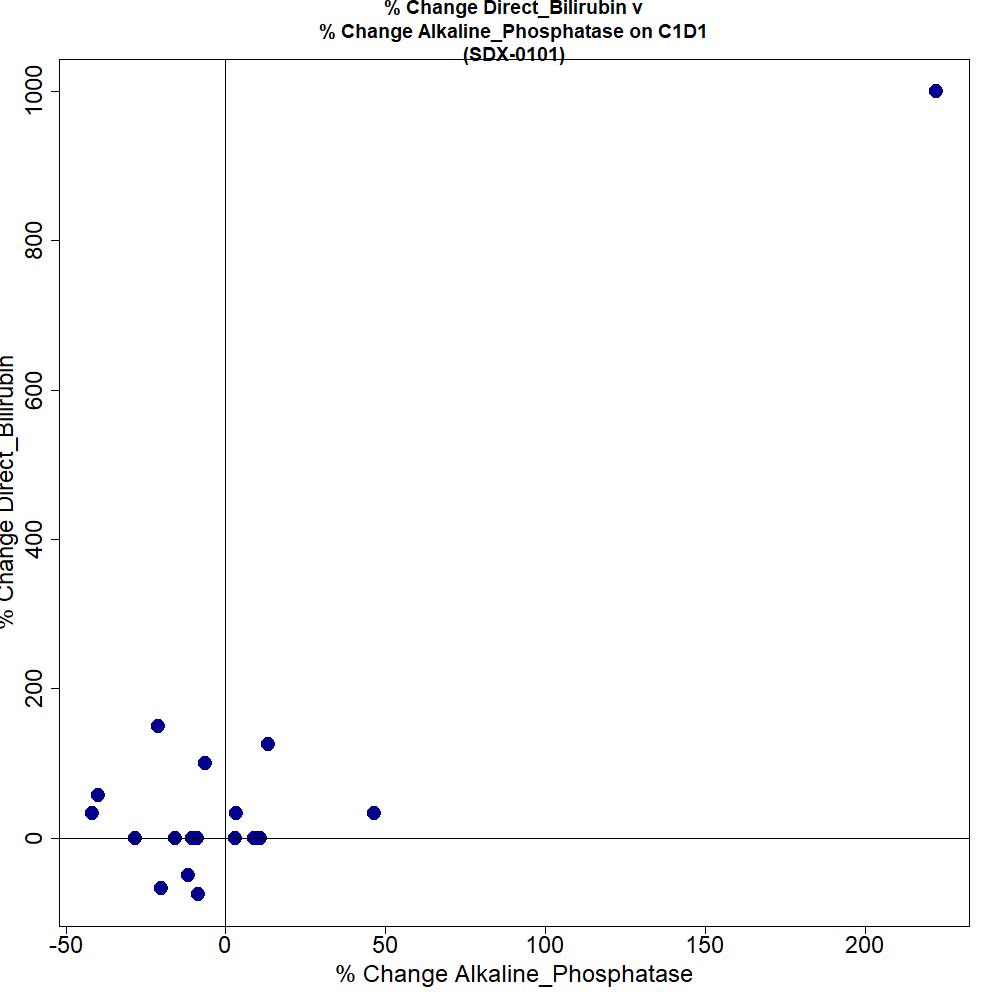 % Change Direct_Bilirubin v
% Change Alkaline_Phosphatase on C1D1
(SDX-0101)
% Change Direct_Bilirubin
1000
800
600
400
200
0
-50
0
50
100
150
200
% Change Alkaline_Phosphatase